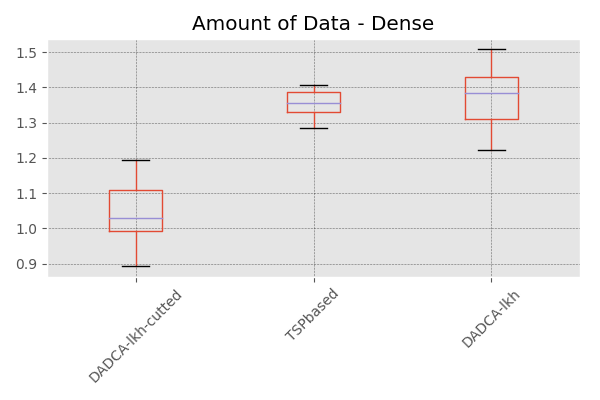 Amount of Data - Dense
1.5
1.4
1.3
1.2
1.1
1.0
0.9
DADCA-lkh-cutted
TSPbased
DADCA-lkh